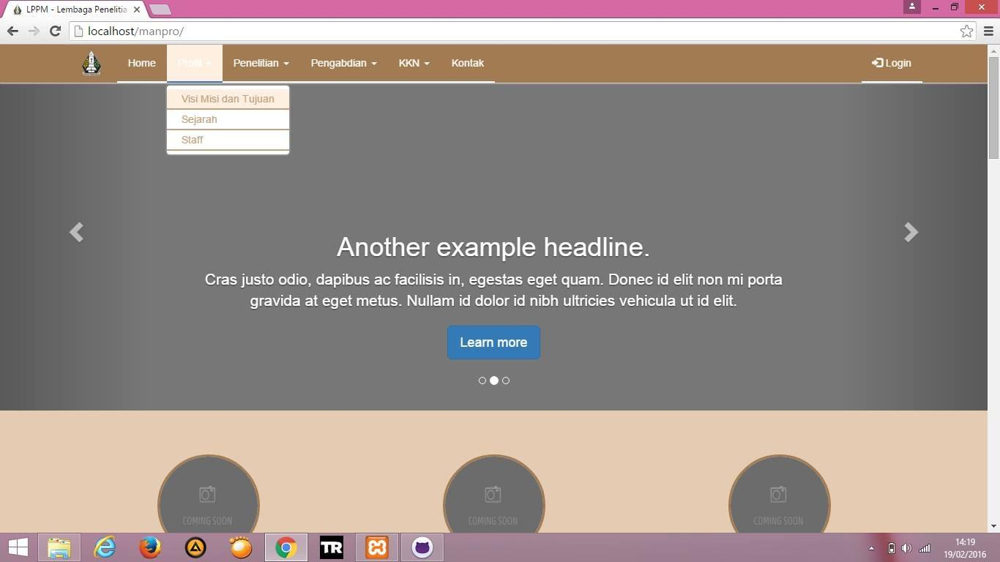 LPPM - Lembaga Penelitia
localhost/manpro/
Home Profil Penelitian Pengabdian KKN Kontak Login
Visi Misi dan Tujuan
Sejarah
Staff
Another example headline.
Cras justo odio, dapibus ac facilisis in, egestas eget quam. Donec id elit non mi porta
gravida at eget metus. Nullam id dolor id nibh ultricies vehicula ut id elit.
Learn more
COMING SOON COMING SOON COMING SOON
TR
14:19
19/02/2016